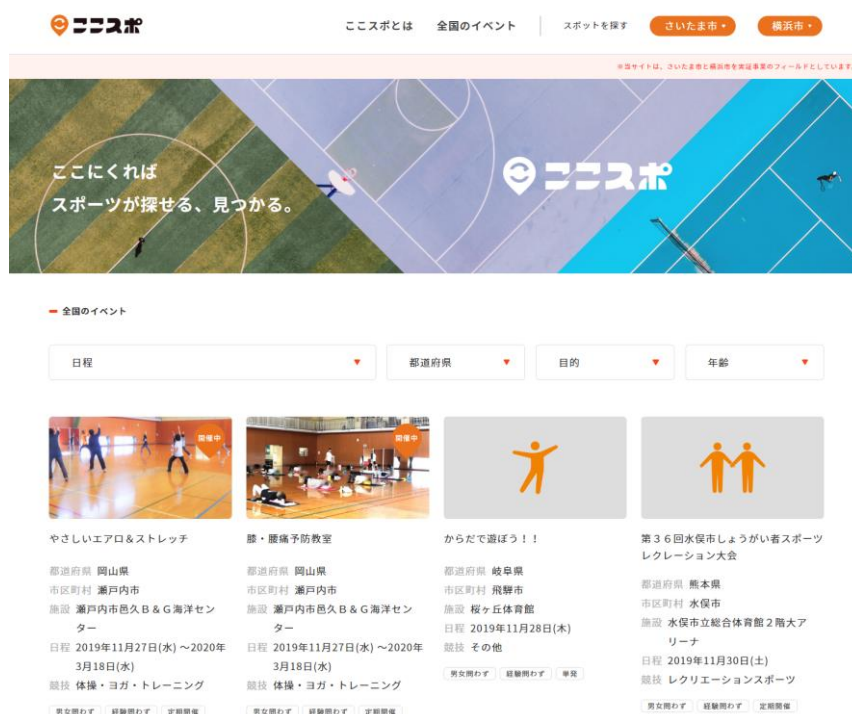 ここスポ
ここスポとは 全国のイベント スポットを探す さいたま市 横浜市
※当サイトは、さいたま市と横浜市を実証事業のフィールドとしています。
ここにくれば
スポーツが探せる、見つかる。
ここスポ
全国のイベント
日程 都道府県 目的 年齢
開催中
やさしいエアロ＆ストレッチ
都道府県 岡山県
市区町村 瀬戸内市
施設 瀬戸内市邑久Ｂ＆Ｇ海洋セン
ター
日程 2019年11月27日(水) ～2020年
3月18日(水)
競技 体操・ヨガ・トレーニング
男女問わず 経験問わず 定期開催
開催中
膝・腰痛予防教室
都道府県 岡山県
市区町村 瀬戸内市
施設 瀬戸内市邑久Ｂ＆Ｇ海洋セン
ター
日程 2019年11月27日(水) ～2020年
3月18日(水)
競技 体操・ヨガ・トレーニング
男女問わず 経験問わず 定期開催
からだで遊ぼう！！
都道府県 岐阜県
市区町村 飛騨市
施設 桜ヶ丘体育館
日程 2019年11月28日(木)
競技 その他
男女問わず 経験問わず 単発
第３６回水俣市しょうがい者スポーツ
レクレーション大会
都道府県 熊本県
市区町村 水俣市
施設 水俣市立総合体育館２階大ア
リーナ
日程 2019年11月30日(土)
競技 レクリエーションスポーツ
男女問わず 経験問わず 定期開催